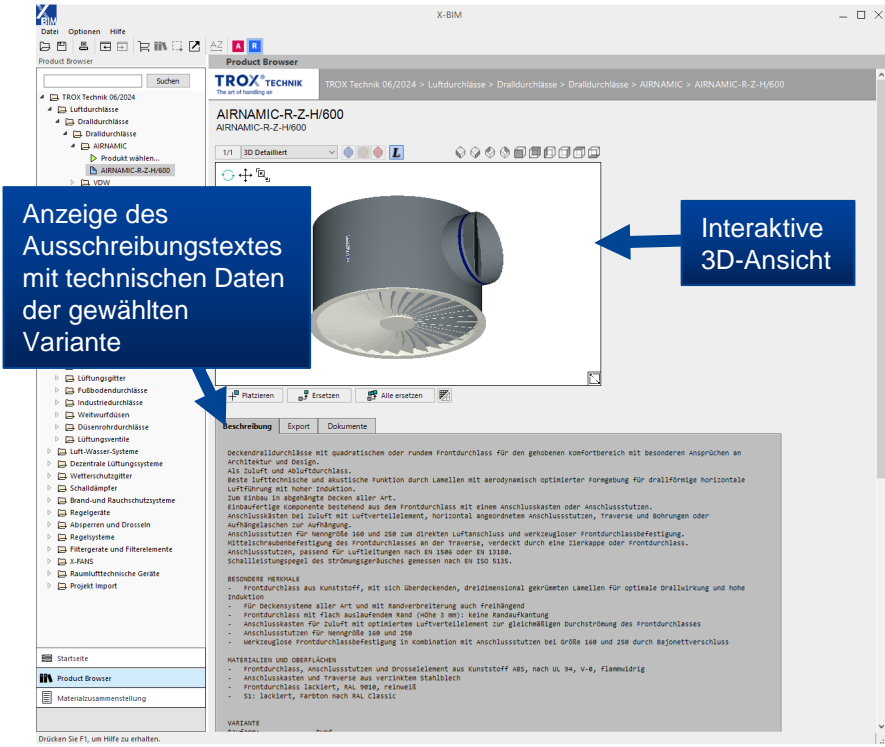 BIM
X-BIM
Datei Optionen Hilfe
AZ A R
Product Browser
Product Browser
Suchen
TROX TECHNIK
The art of handling air
TROX Technik 06/2024 > Luftdurchlässe > Dralldurchlässe > Dralldurchlässe > AIRNAMIC > AIRNAMIC-R-Z-H/600
TROX Technik 06/2024
Luftdurchlässe
Dralldurchlässe
Dralldurchlässe
AIRNAMIC
Produkt wählen...
AIRNAMIC-R-Z-H/600
VDW
AIRNAMIC-R-Z-H/600
AIRNAMIC-R-Z-H/600
1/1 3D Detailliert
L
Anzeige des
Ausschreibungstextes
mit technischen Daten
der gewählten
Variante
Interaktive
3D-Ansicht
Lüftungsgitter
Fußbodendurchlässe
Industriedurchlässe
Weitwurfdüsen
Düsenrohrdurchlässe
Lüftungsventile
Luft-Wasser-Systeme
Dezentrale Lüftungssysteme
Wetterschutzgitter
Schalldämpfer
Brand-und Rauchschutzsysteme
Regelgeräte
Absperren und Drosseln
Regelsysteme
Filtergeräte und Filterelemente
X-FANS
Raumlufttechnische Geräte
Projekt Import
Platzieren Ersetzen Alle ersetzen
Beschreibung Export Dokumente
Deckendralldurchlässe mit quadratischem oder rundem Frontdurchlass für den gehobenen Komfortbereich mit besonderen Ansprüchen an
Architektur und Design.
Als Zuluft und Abluftdurchlass.
Beste lufttechnische und akustische Funktion durch Lamellen mit aerodynamisch optimierter Formgebung für drallförmige horizontale
Luftführung mit hoher Induktion.
Zum Einbau in abgehängte Decken aller Art.
Einbaufertige Komponente bestehend aus dem Frontdurchlass mit einem Anschlusskasten oder Anschlussstutzen.
Anschlusskästen bei Zuluft mit Luftverteilelement, horizontal angeordnetem Anschlussstutzen, Traverse und Bohrungen oder
Aufhängelaschen zur Aufhängung.
Anschlussstutzen für Nenngröße 160 und 250 zum direkten Luftanschluss und werkzeugloser Frontdurchlassbefestigung.
Mittelschraubenbefestigung des Frontdurchlasses an der Traverse, verdeckt durch eine Zierkappe oder Frontdurchlass.
Anschlussstutzen, passend für Luftleitungen nach EN 1506 oder EN 13180.
Schallleistungspegel des Strömungsgeräusches gemessen nach EN ISO 5135.
BESONDERE MERKMALE
- Frontdurchlass aus Kunststoff, mit sich überdeckenden, dreidimensional gekrümmten Lamellen für optimale Drallwirkung und hohe
Induktion
- Für Deckensysteme aller Art und mit Randverbreiterung auch freihängend
- Frontdurchlass mit flach auslaufendem Rand (Höhe 3 mm): keine Randaufkantung
- Anschlusskasten für Zuluft mit optimiertem Luftverteilelement zur gleichmäßigen Durchströmung des Frontdurchlasses
- Anschlussstutzen für Nenngröße 160 und 250
- Werkzeuglose Frontdurchlassbefestigung in Kombination mit Anschlussstutzen bei Größe 160 und 250 durch Bajonettverschluss
MATERIALIEN UND OBERFLÄCHEN
- Frontdurchlass, Anschlussstutzen und Drosselelement aus Kunststoff ABS, nach UL 94, V-0, flammwidrig
- Anschlusskasten und Traverse aus verzinktem Stahlblech
- Frontdurchlass lackiert, RAL 9010, reinweiß
- S1: lackiert, Farbton nach RAL Classic
VARIANTE
Startseite
Product Browser
Materialzusammenstellung
Drücken Sie F1, um Hilfe zu erhalten.